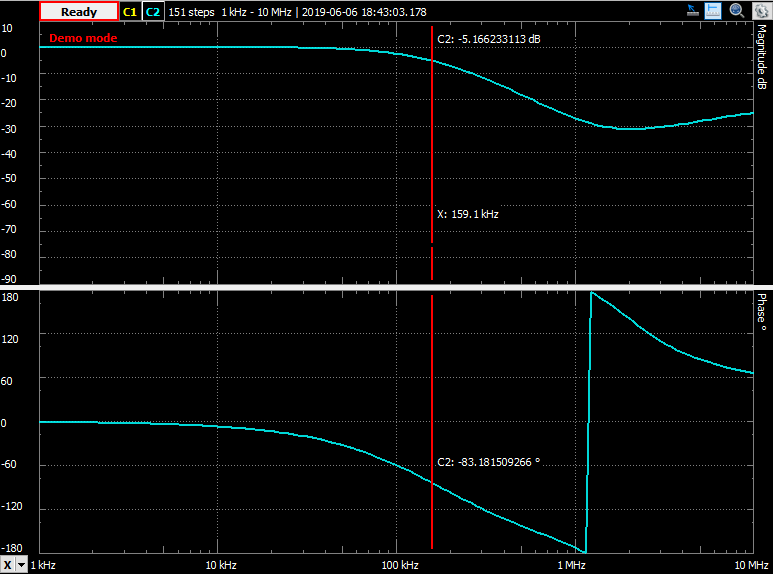 Ready C1 C2 151 steps 1 kHz - 10 MHz | 2019-06-06 18:43:03.178
Demo mode
C2: -5.166233113 dB
X: 159.1 kHz
10
0
-10
-20
-30
-40
-50
-60
-70
-80
-90
Magnitude dB
C2: -83.181509266 °
180
120
60
0
-60
-120
-180
Phase °
X 1 kHz 10 kHz 100 kHz 1 MHz 10 MHz